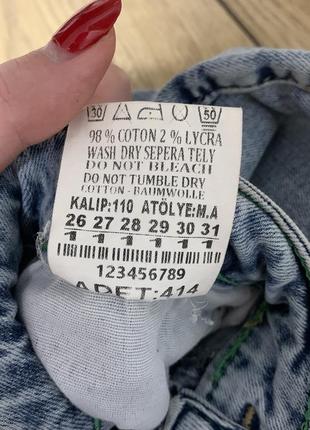 30 50
98 % COTON 2 % LYCRA
WASH DRY SEPERA TELY
DO NOT BLEACH
DO NOT TUMBLE DRY
COTTON - BAUMWOLLE
KALIP:110 ATÖLYE:M.A
26 27 28 29 30 31
1 1 1 1 1 1
123456789
ADET:414